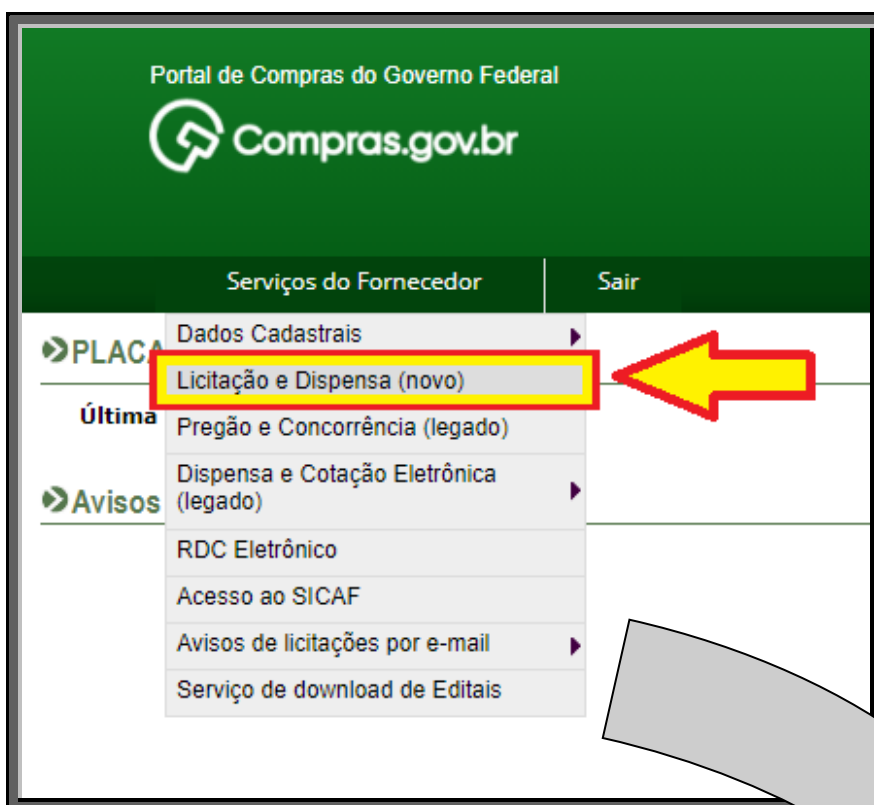 Portal de Compras do Governo Federal
Compras.gov.br
Serviços do Fornecedor
Sair
PLACA
Última
Avisos
Dados Cadastrais
Licitação e Dispensa (novo)
Pregão e Concorrência (legado)
Dispensa e Cotação Eletrônica
(legado)
RDC Eletrônico
Acesso ao SICAF
Avisos de licitações por e-mail
Serviço de download de Editais